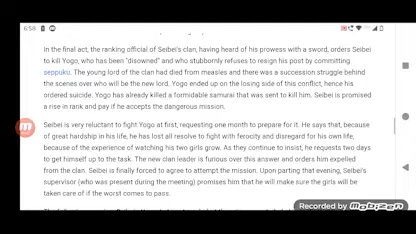 6:58
In the final act, the ranking official of Seibei's clan, having heard of his prowess with a sword, orders Seibei
to kill Yogo, who has been "disowned" and who stubbornly refuses to resign his post by committing
seppuku. The young lord of the clan had died from measles and there was a succession struggle behind
the scenes over who will be the new lord. Yogo ended up on the losing side of this conflict, hence his
ordered suicide. Yogo has already killed a formidable samurai that was sent to kill him. Seibei is promised
a rise in rank and pay if he accepts the dangerous mission.
Seibei is very reluctant to fight Yogo at first, requesting one month to prepare for it. He says that, because
of great hardship in his life, he has lost all resolve to fight with ferocity and disregard for his own life,
because of the experience of watching his two girls grow. As they continue to insist, he requests two days
to get himself up to the task. The new clan leader is furious over this answer and orders him expelled
from the clan. Seibei is finally forced to agree to attempt the mission. Upon parting that evening, Seibei's
supervisor (who was present during the meeting) promises him that he will make sure the girls will be
taken care of if the worst comes to pass.
Recorded by
Mobizen